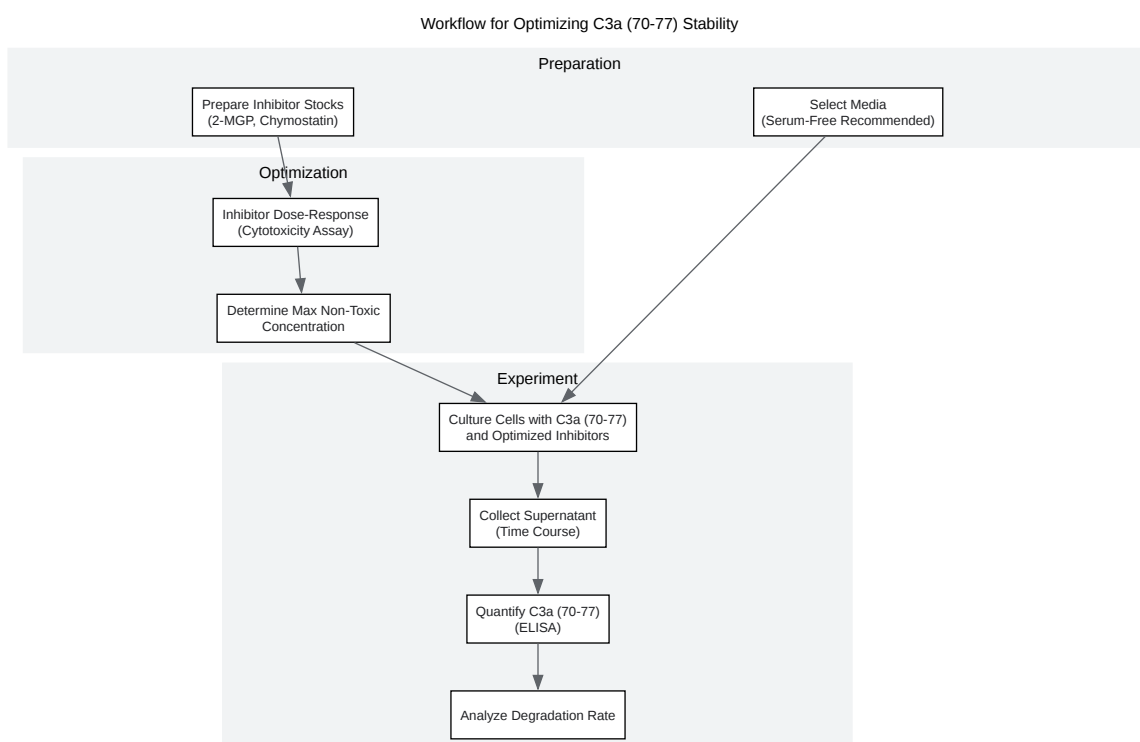 Workflow for Optimizing C3a (70-77) Stability
Preparation
Prepare Inhibitor Stocks
(2-MGP, Chymostatin)
Select Media
(Serum-Free Recommended)
Optimization
Inhibitor Dose-Response
(Cytotoxicity Assay)
Determine Max Non-Toxic
Concentration
Experiment
Culture Cells with C3a (70-77)
and Optimized Inhibitors
Collect Supernatant
(Time Course)
Quantify C3a (70-77)
(ELISA)
Analyze Degradation Rate